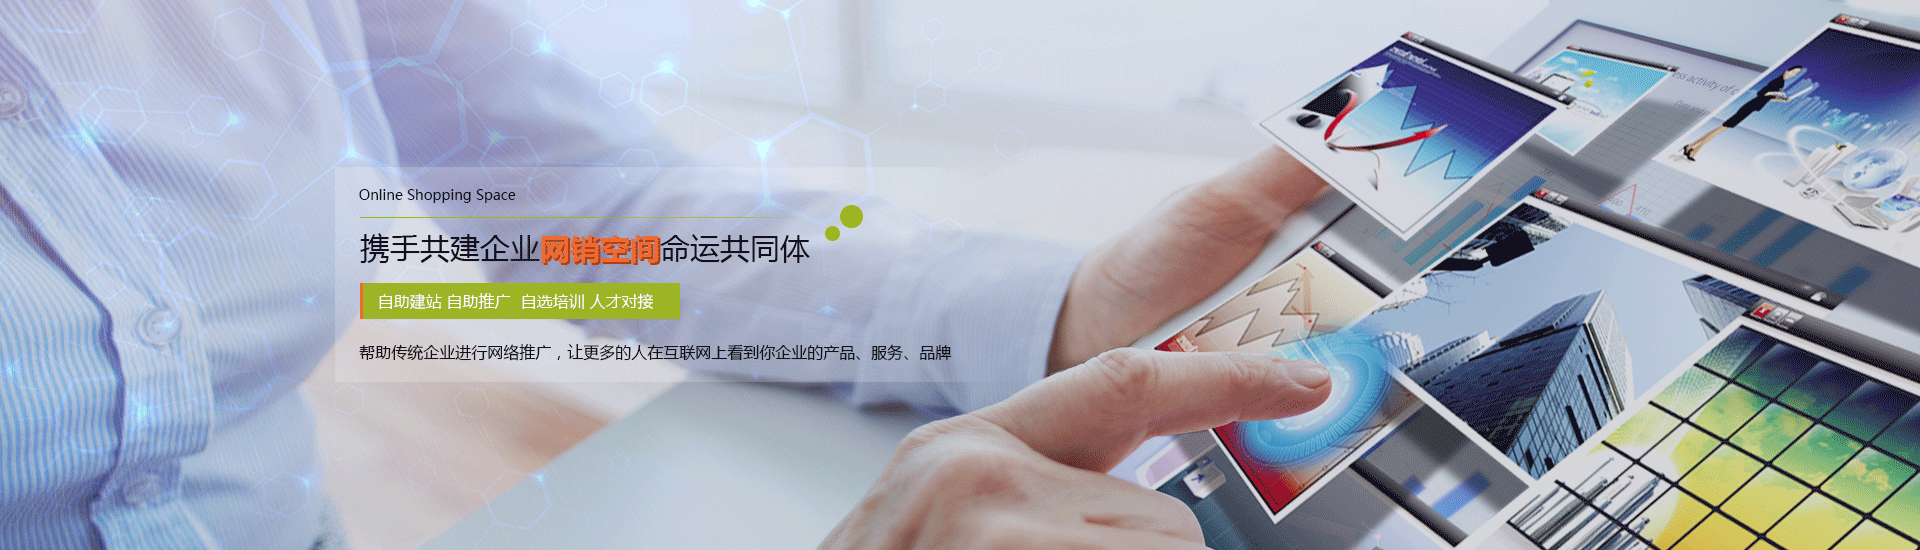 Online Shopping Space
携手共建企业网销空间命运共同体
自助建站 自助推广 自选培训 人才对接
帮助传统企业进行网络推广，让更多的人在互联网上看到你企业的产品、服务、品牌
ess activity of c